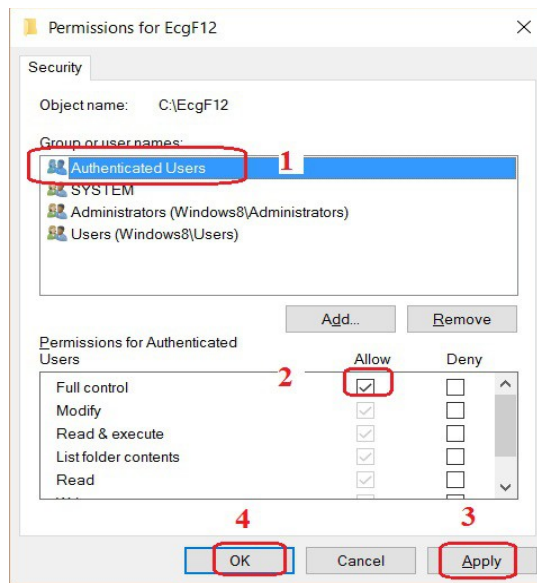 Permissions for EcgF12
Security
Object name: C:\EcgF12
Group or user names:
Authenticated Users 1
SYSTEM
Administrators (Windows8\Administrators)
Users (Windows8\Users)
Add... Remove
Permissions for Authenticated
Users Allow Deny
2
Full control
Modify
Read & execute
List folder contents
Read
4 3
OK Cancel Apply